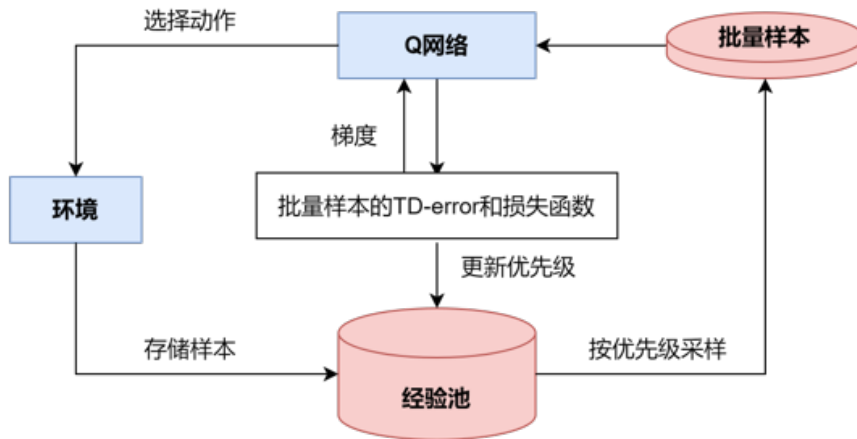 选择动作
Q网络
批量样本
梯度
环境
批量样本的TD-error和损失函数
更新优先级
存储样本
按优先级采样
经验池